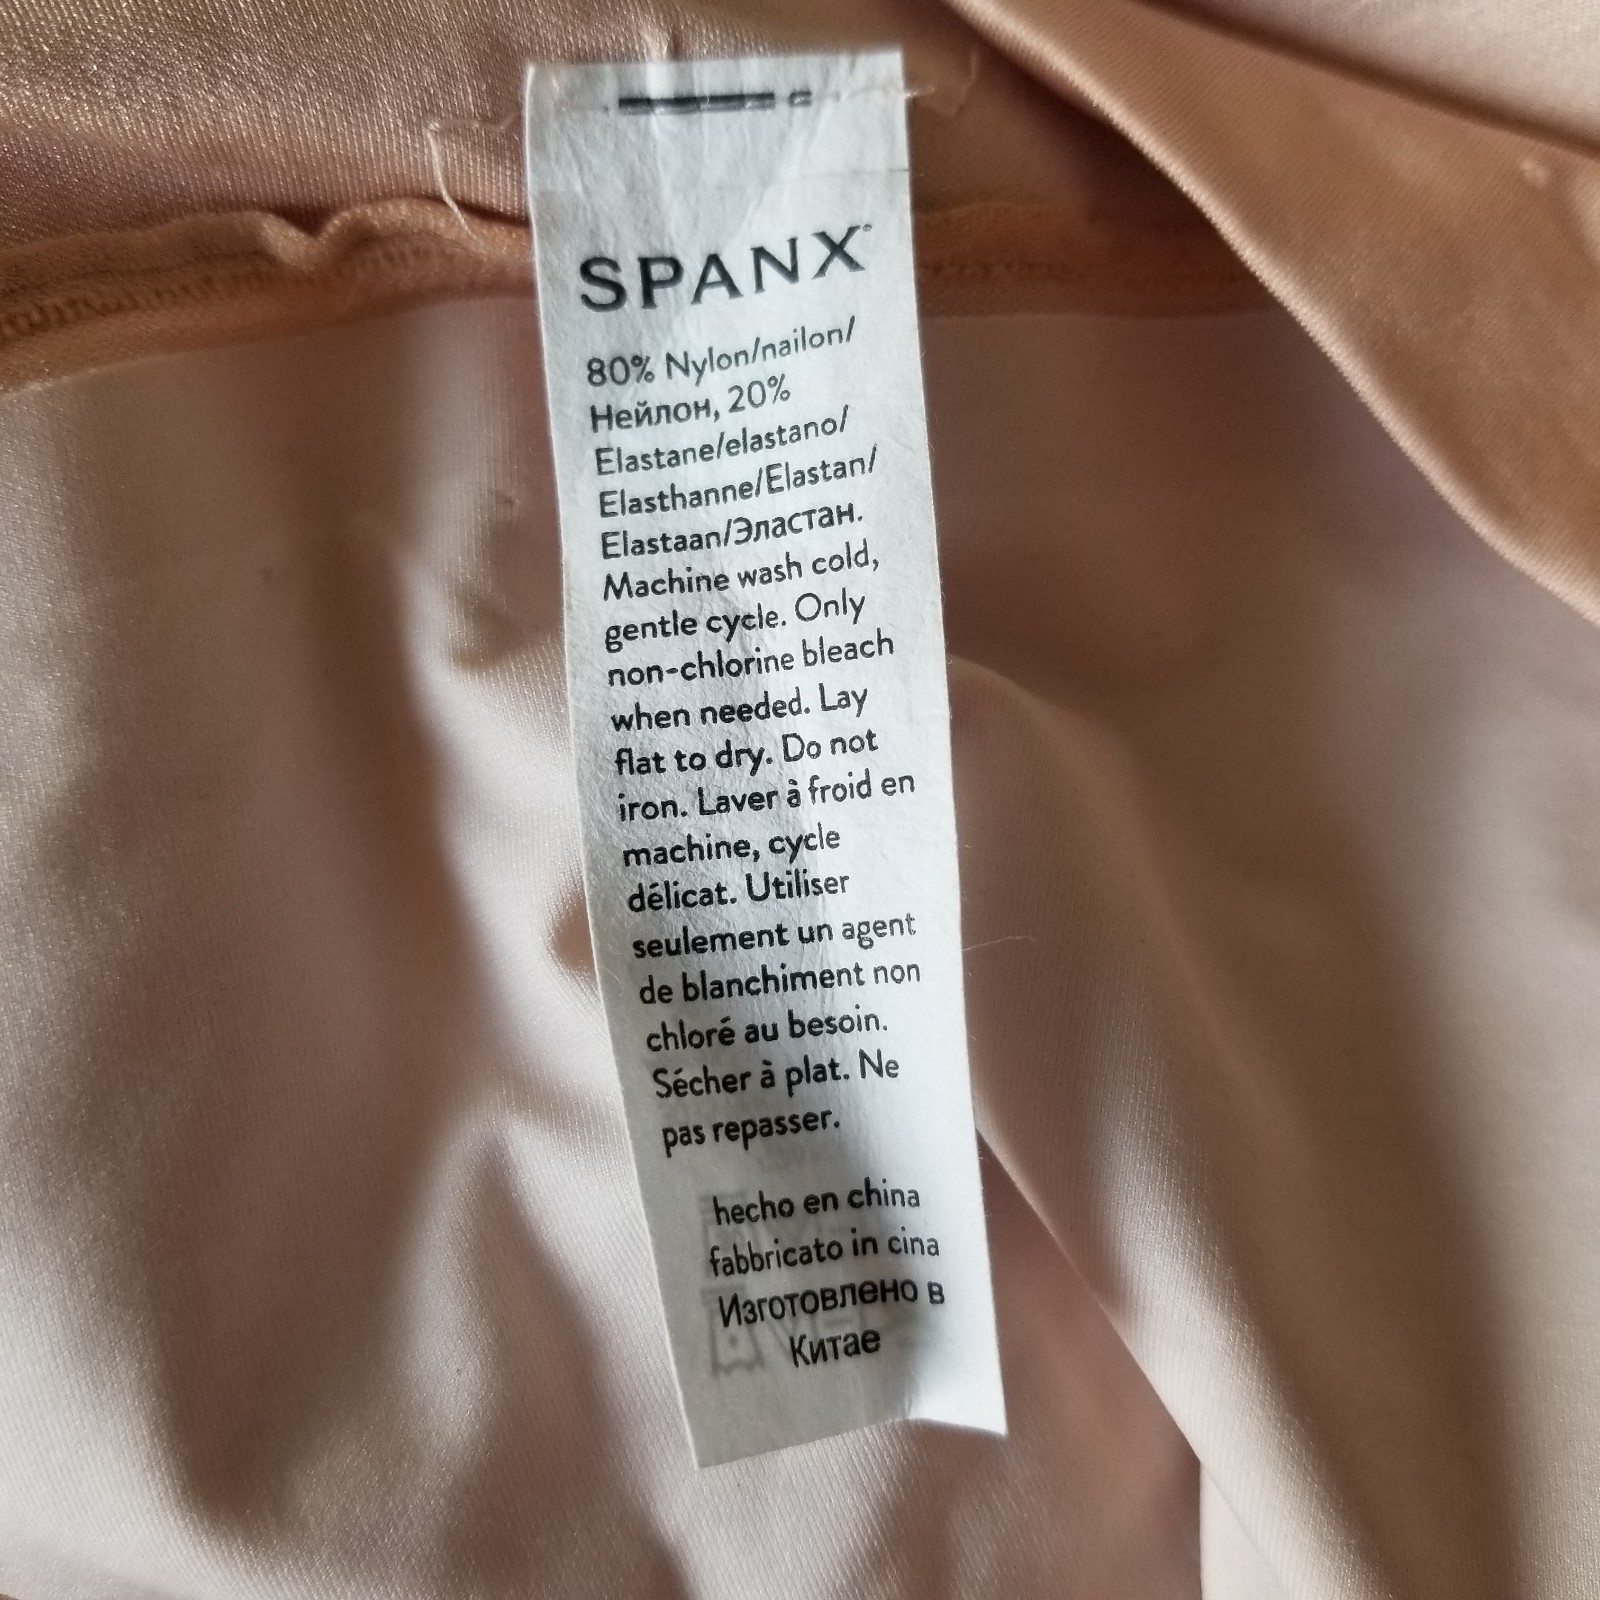 SPANX®
80% Nylon/nailon/
Нейлон, 20%
Elastane/elastano/
Elasthanne/Elastan/
Elastaan/Эластан.
Machine wash cold,
gentle cycle. Only
non-chlorine bleach
when needed. Lay
flat to dry. Do not
iron. Laver à froid en
machine, cycle
délicat. Utiliser
seulement un agent
de blanchiment non
chloré au besoin.
Sécher à plat. Ne
pas repasser.
hecho en china
fabbricato in cina
Изготовлено в
Китае